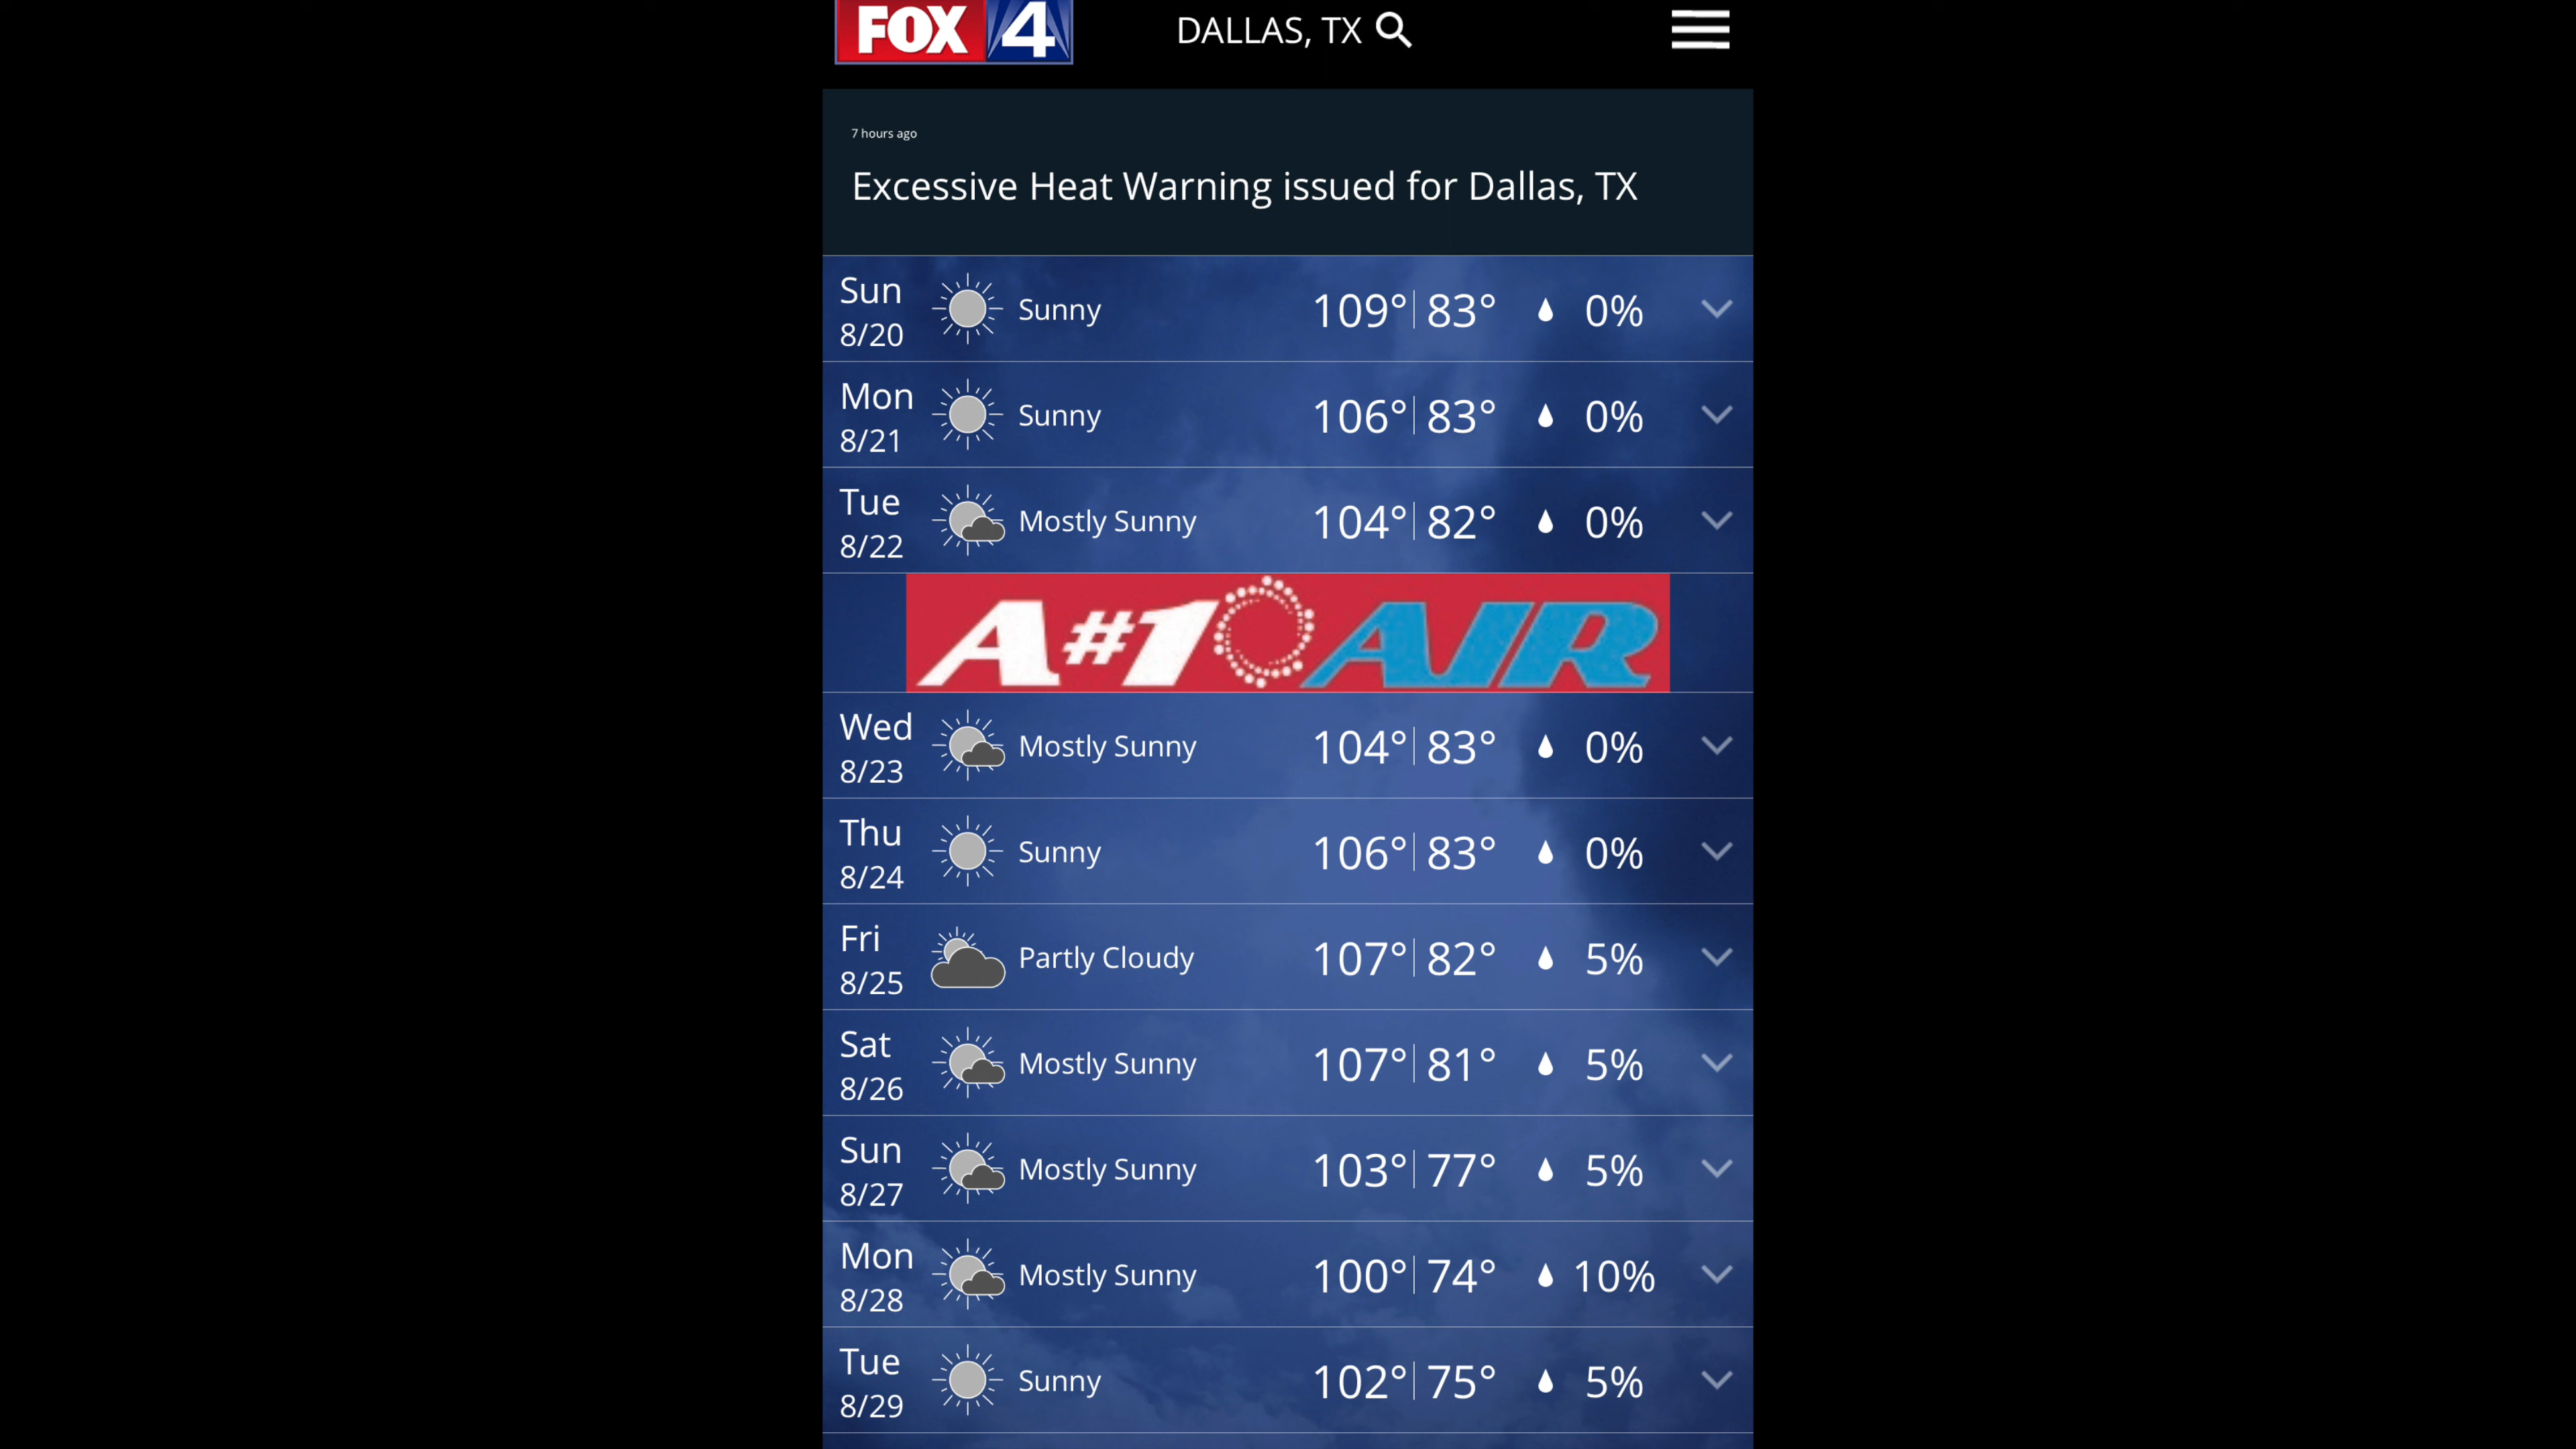 FOX 4
DALLAS, TX
7 hours ago
Excessive Heat Warning issued for Dallas, TX
Sun
8/20
Sunny
109° 83° 0%
Mon
8/21
Sunny
106° 83° 0%
Tue
8/22
Mostly Sunny
104° 82° 0%
A#1 AIR
Wed
8/23
Mostly Sunny
104° 83° 0%
Thu
8/24
Sunny
106° 83° 0%
Fri
8/25
Partly Cloudy
107° 82° 5%
Sat
8/26
Mostly Sunny
107° 81° 5%
Sun
8/27
Mostly Sunny
103° 77° 5%
Mon
8/28
Mostly Sunny
100° 74° 10%
Tue
8/29
Sunny
102° 75° 5%